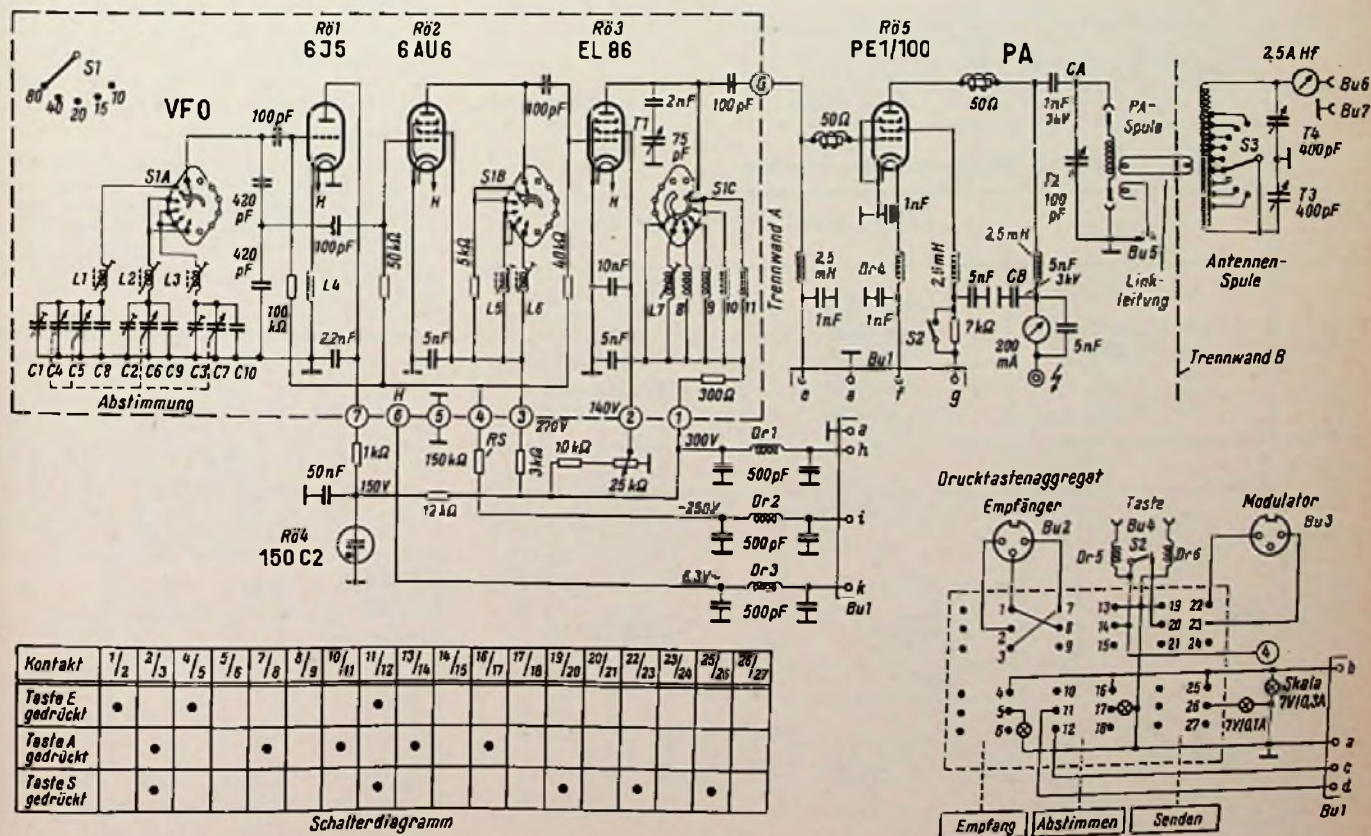 Rö1
6J5
Rö2
6AU6
Rö3
EL 86
Rö5
PE1/100
PA
2,5A Hf
S1
80
40
20
15
10
VFO
100pF
400pF
2nF
T1
75
pF
100pF
G
50Ω
50Ω
CA
1nF
3kV
PA-
Spule
Bu6
Bu7
T4
400pF
S3
T3
400pF
S1A
S1B
S1C
H
H
H
420
pF
420
pF
100pF
50kΩ
5kΩ
40kΩ
10nF
L1
L2
L3
L4
L5
L6
L7
8
9
10
11
100
kΩ
2,2nF
5nF
5nF
300Ω
C1
C4
C5
C8
C2
C6
C9
C3
C7
C10
Abstimmung
Trennwand A
1nF
2,5
mH
1nF
Dr4
1nF
S2
5nF
CB
7kΩ
2,5mH
5nF
3kV
200
mA
5nF
T2
100
pF
Bu5
Link-
leitung
Antennen-
Spule
Trennwand B
Bu1
e
a
f
g
7
6
H
5
4
3
270V
140V
2
1
1kΩ
150kΩ
RS
3kΩ
10kΩ
25kΩ
300V
50nF
150V
12kΩ
Rö4
150 C2
Dr1
500pF
a
h
-250V
Dr2
500pF
i
6,3V~
Dr3
500pF
k
Bu1
Drucktastenaggregat
Empfänger
Bu2
Taste
Bu4
S2
Dr5
Dr6
Modulator
Bu3
1
7
13
19
22
2
8
14
20
23
3
9
15
21
24
4
4
10
16
25
5
11
17
26
6
12
18
27
Skala
7V/0,3A
7V/0,1A
b
a
c
d
Bu1
Empfang
Abstimmen
Senden
Kontakt 1/2 2/3 4/5 5/6 7/8 8/9 10/11 11/12 13/14 14/15 16/17 17/18 19/20 20/21 22/23 23/24 25/26 26/27
Taste E
gedrückt
Taste A
gedrückt
Taste S
gedrückt
Schalterdiagramm